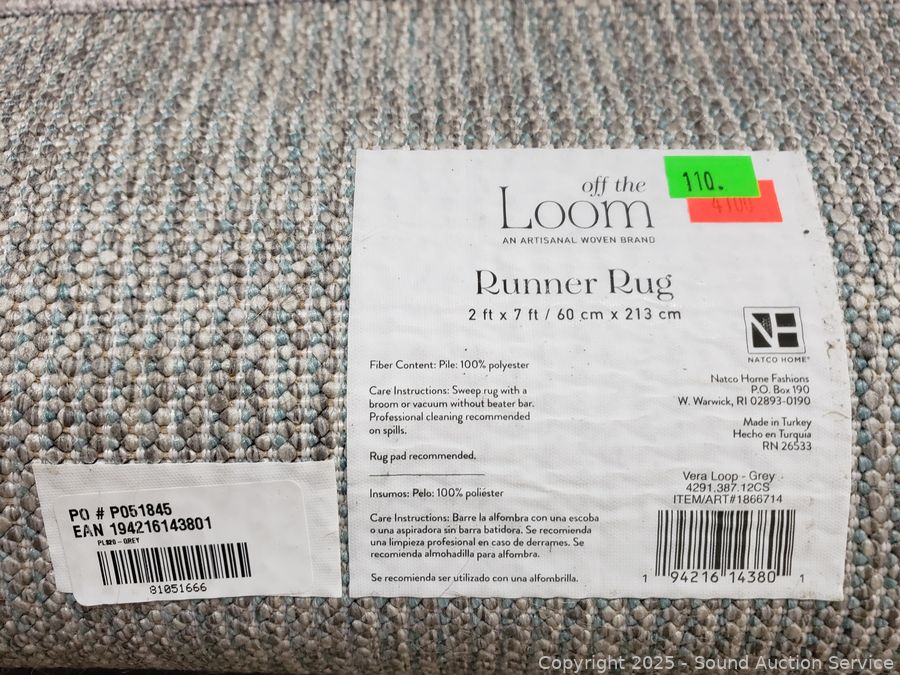 off the
Loom
AN ARTISANAL WOVEN BRAND
110.
4100
Runner Rug
2 ft x 7 ft / 60 cm x 213 cm
NATCO HOME
Fiber Content: Pile: 100% polyester
Care Instructions: Sweep rug with a
broom or vacuum without beater bar.
Professional cleaning recommended
on spills.
Rug pad recommended.
Insumos: Pelo: 100% poliéster
Care Instructions: Barre la alfombra con una escoba
o una aspiradora sin barra batidora. Se recomienda
una limpieza profesional en caso de derrames. Se
recomienda almohadilla para alfombra.
Se recomienda ser utilizado con una alfombrilla.
Natco Home Fashions
P.O. Box 190
W. Warwick, RI 02893-0190
Made in Turkey
Hecho en Turquia
RN 26533
Vera Loop - Grey
4291.387.12CS
ITEM/ART#1866714
1 94216 14380 1
PO # P051845
EAN 194216143801
PL920-GREY
81051666
Copyright 2025 - Sound Auction Service